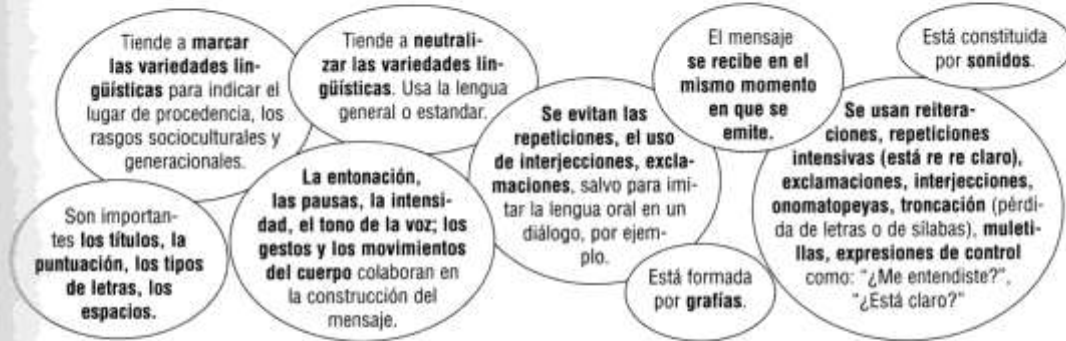 Tiende a marcar
las variedades lin-
güísticas para indicar el
lugar de procedencia, los
rasgos socioculturales y
generacionales.
Tiende a neutrali-
zar las variedades lin-
güísticas. Usa la lengua
general o estandar.
Se evitan las
repeticiones, el uso
de interjecciones, excla-
maciones, salvo para imi-
tar la lengua oral en un
diálogo, por ejem-
plo.
El mensaje
se recibe en el
mismo momento
en que se
emite.
Está constituida
por sonidos.
Se usan reitera-
ciones, repeticiones
intensivas (está re re claro),
exclamaciones, interjecciones,
onomatopeyas, troncación (pérdi-
da de letras o de sílabas), muleti-
llas, expresiones de control
como: "¿Me entendiste?",
"¿Está claro?"
Son importan-
tes los títulos, la
puntuación, los tipos
de letras, los
espacios.
La entonación,
las pausas, la intensi-
dad, el tono de la voz; los
gestos y los movimientos
del cuerpo colaboran en
la construcción del
mensaje.
Está formada
por grafías.